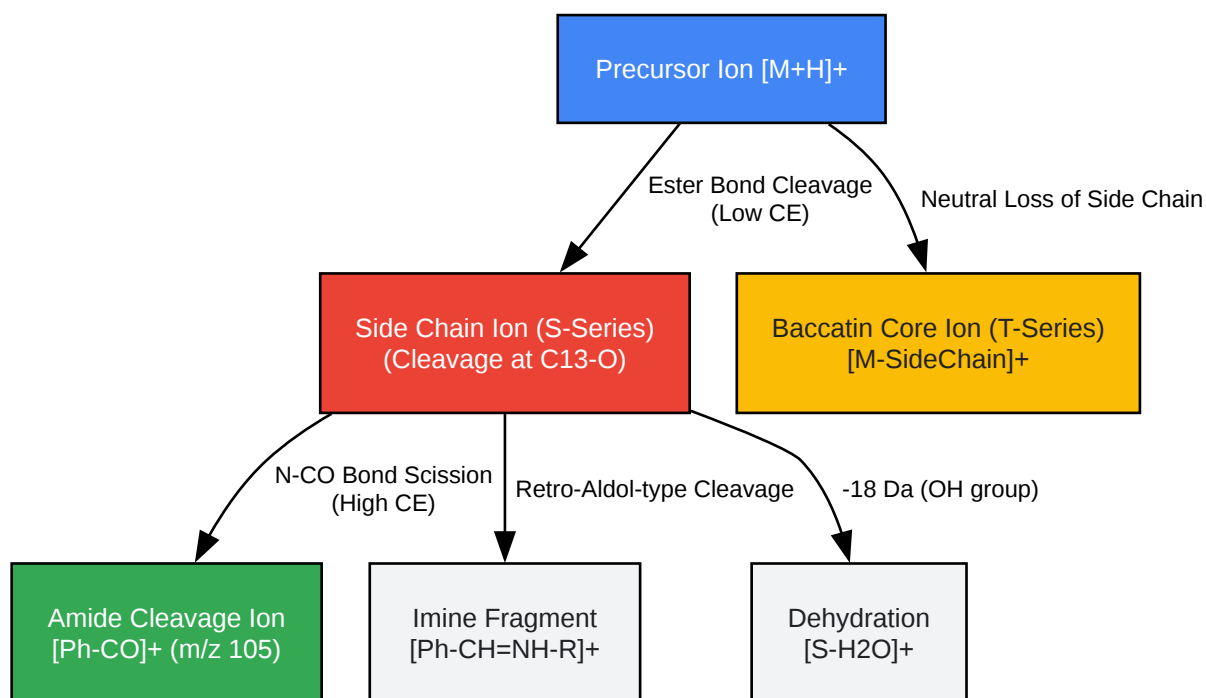 Precursor Ion [M+H]+
Ester Bond Cleavage
(Low CE)
Neutral Loss of Side Chain
Side Chain Ion (S-Series)
(Cleavage at C13-O)
Baccatin Core Ion (T-Series)
[M-SideChain]+
N-CO Bond Scission
(High CE)
Retro-Aldol-type Cleavage
-18 Da (OH group)
Amide Cleavage Ion
[Ph-CO]+ (m/z 105)
Imine Fragment
[Ph-CH=NH-R]+
Dehydration
[S-H2O]+